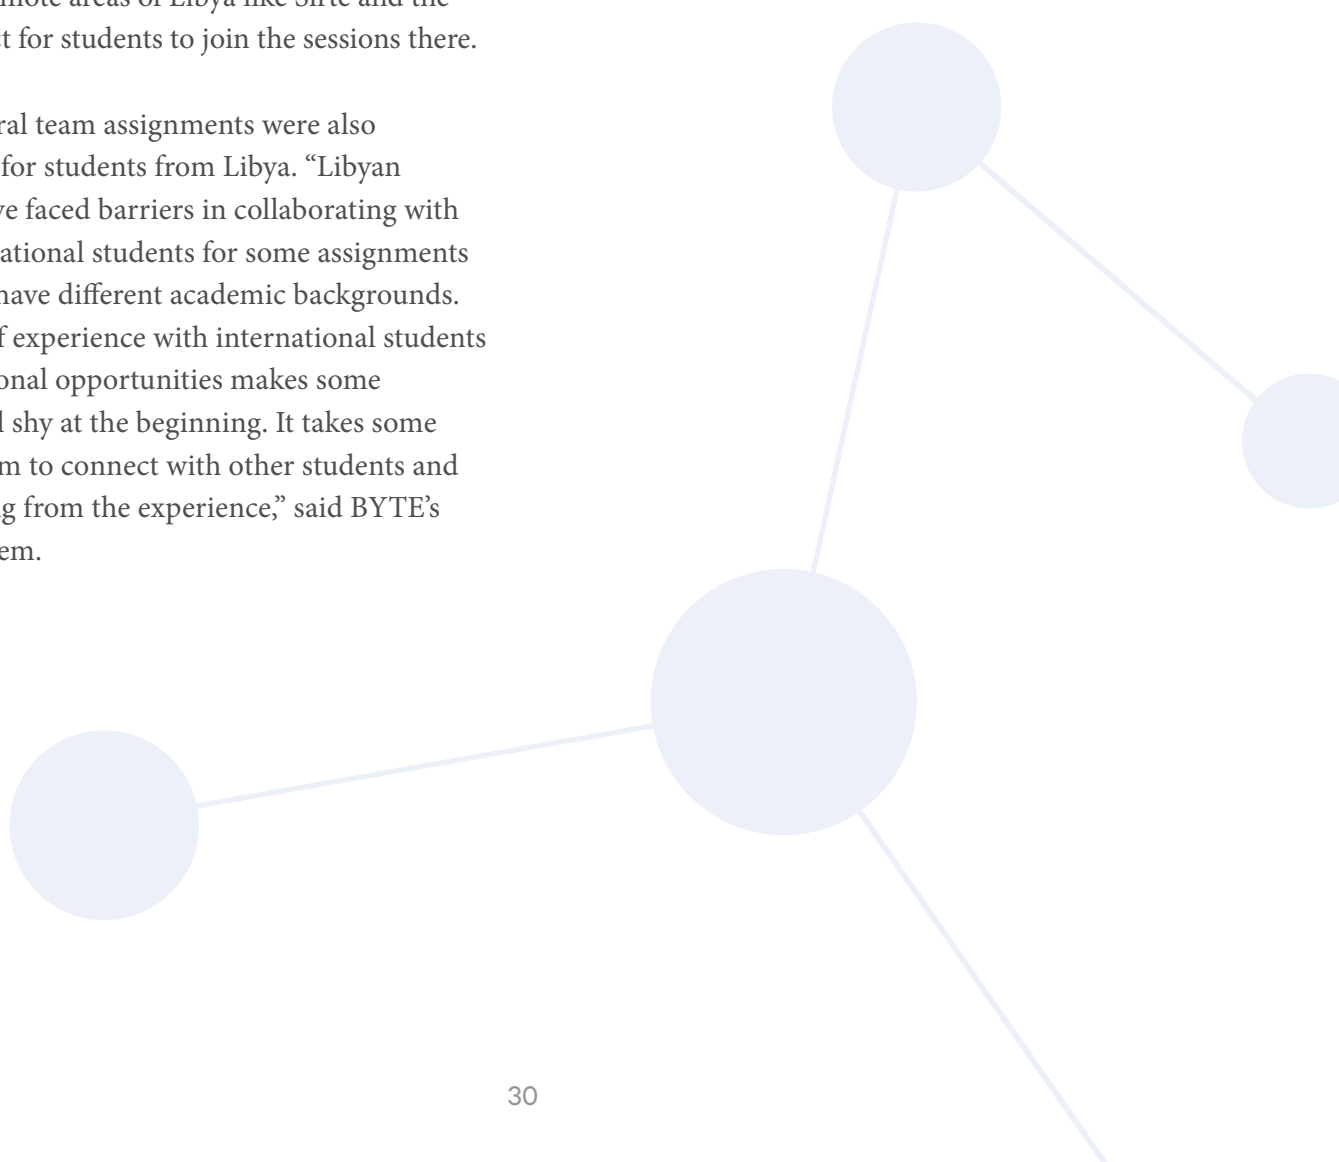 mote areas of Libya like Sirte and the
t for students to join the sessions there.
ral team assignments were also
for students from Libya. “Libyan
ve faced barriers in collaborating with
ational students for some assignments
have different academic backgrounds.
f experience with international students
onal opportunities makes some
l shy at the beginning. It takes some
m to connect with other students and
g from the experience,” said BYTE’s
em.
30